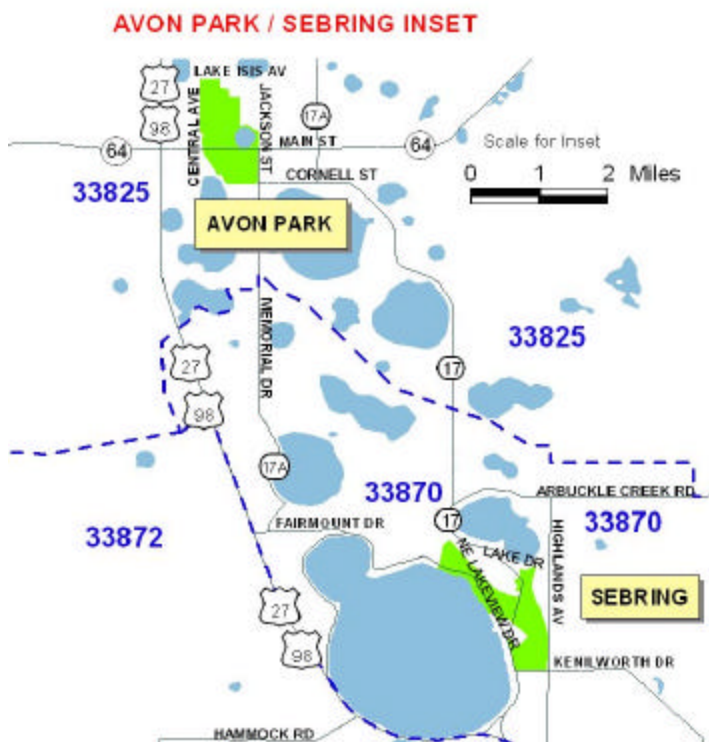 AVON PARK / SEBRING INSET
LAKE ISIS AV
27
98
CENTRAL AVE
JACKSON ST
17A
64
MAIN ST
64
Scale for Inset
0 1 2 Miles
CORNELL ST
33825
AVON PARK
MEMORIAL DR
33825
27
17
98
17A
33870
ARBUCKLE CREEK RD
33872
FAIRMOUNT DR
17
33870
NE LAKEVIEW DR
LAKE DR
HIGHLANDS AV
27
SEBRING
98
KENILWORTH DR
HAMMOCK RD